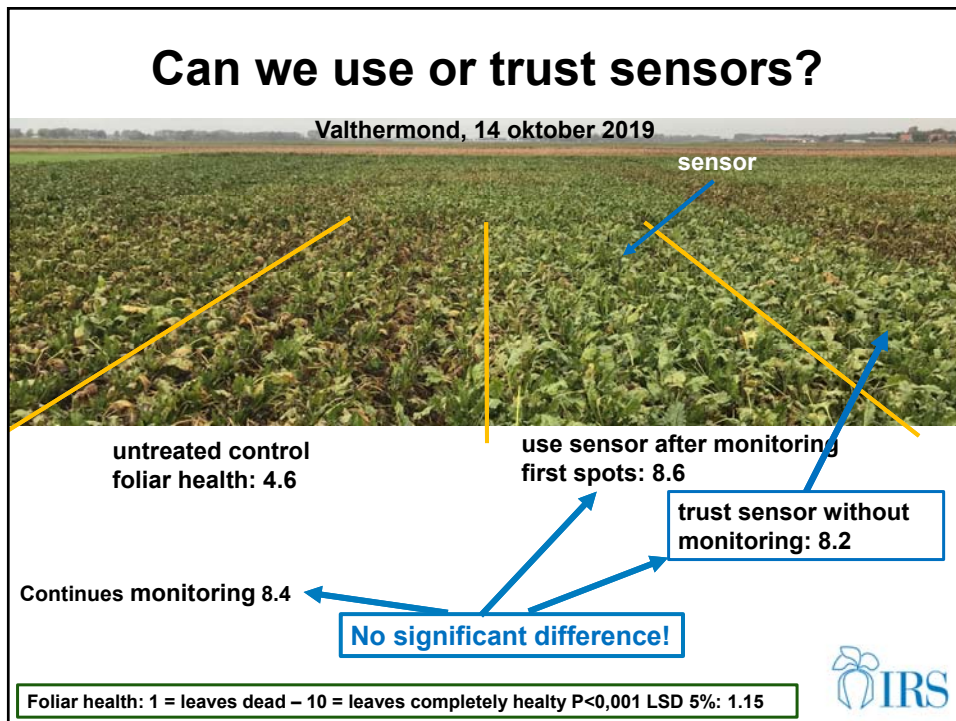 Can we use or trust sensors?
Valthermond, 14 oktober 2019
sensor
untreated control
foliar health: 4.6
use sensor after monitoring
first spots: 8.6
trust sensor without
monitoring: 8.2
Continues monitoring 8.4
No significant difference!
Foliar health: 1 = leaves dead – 10 = leaves completely healty P<0,001 LSD 5%: 1.15
IRS